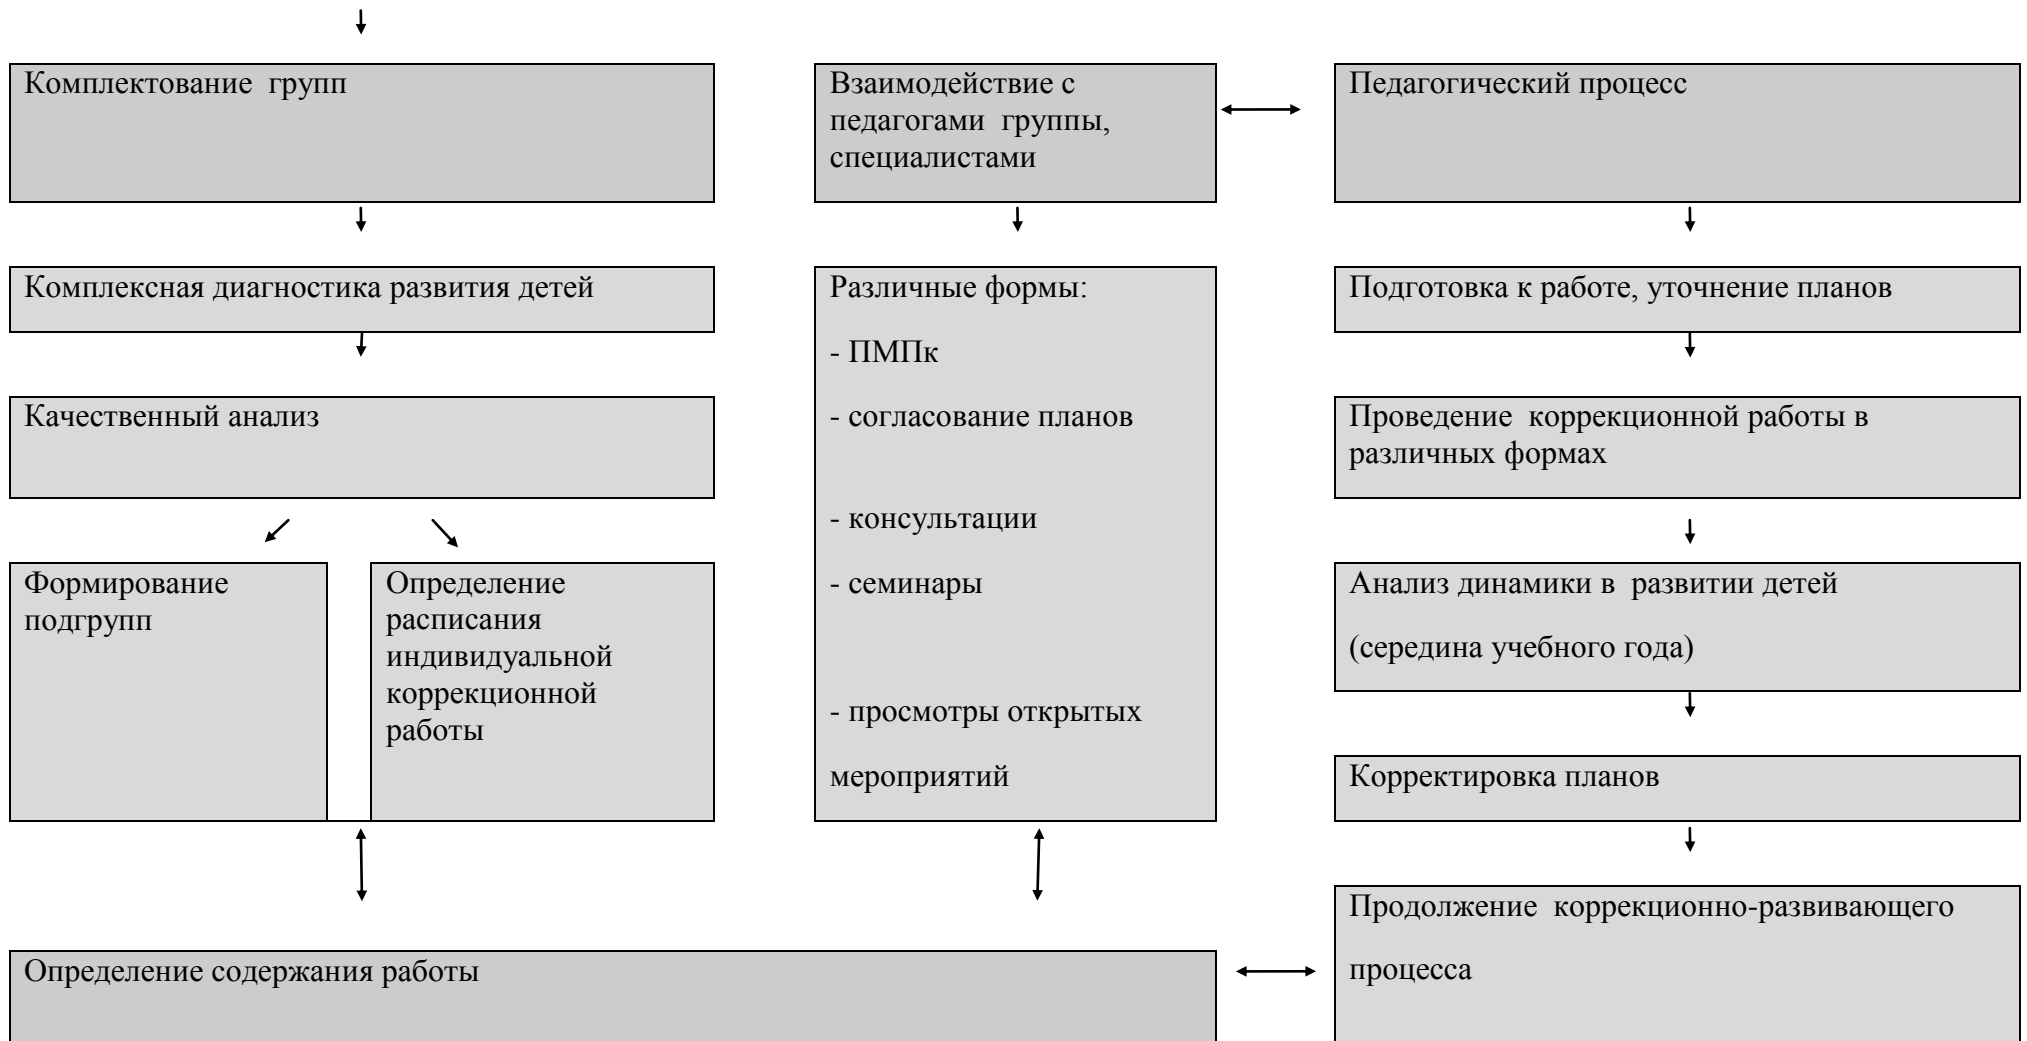 Комплектование  групп
Взаимодействие с
педагогами  группы,
специалистами
Педагогический процесс
Комплексная диагностика развития детей
Различные формы:
- ПМПк
- согласование планов
- консультации
- семинары
- просмотры открытых
мероприятий
Подготовка к работе, уточнение планов
Качественный анализ
Проведение  коррекционной работы в
различных формах
Формирование
подгрупп
Определение
расписания
индивидуальной
коррекционной
работы
Анализ динамики в  развитии детей
(середина учебного года)
Корректировка планов
Продолжение  коррекционно-развивающего
процесса
Определение содержания работы